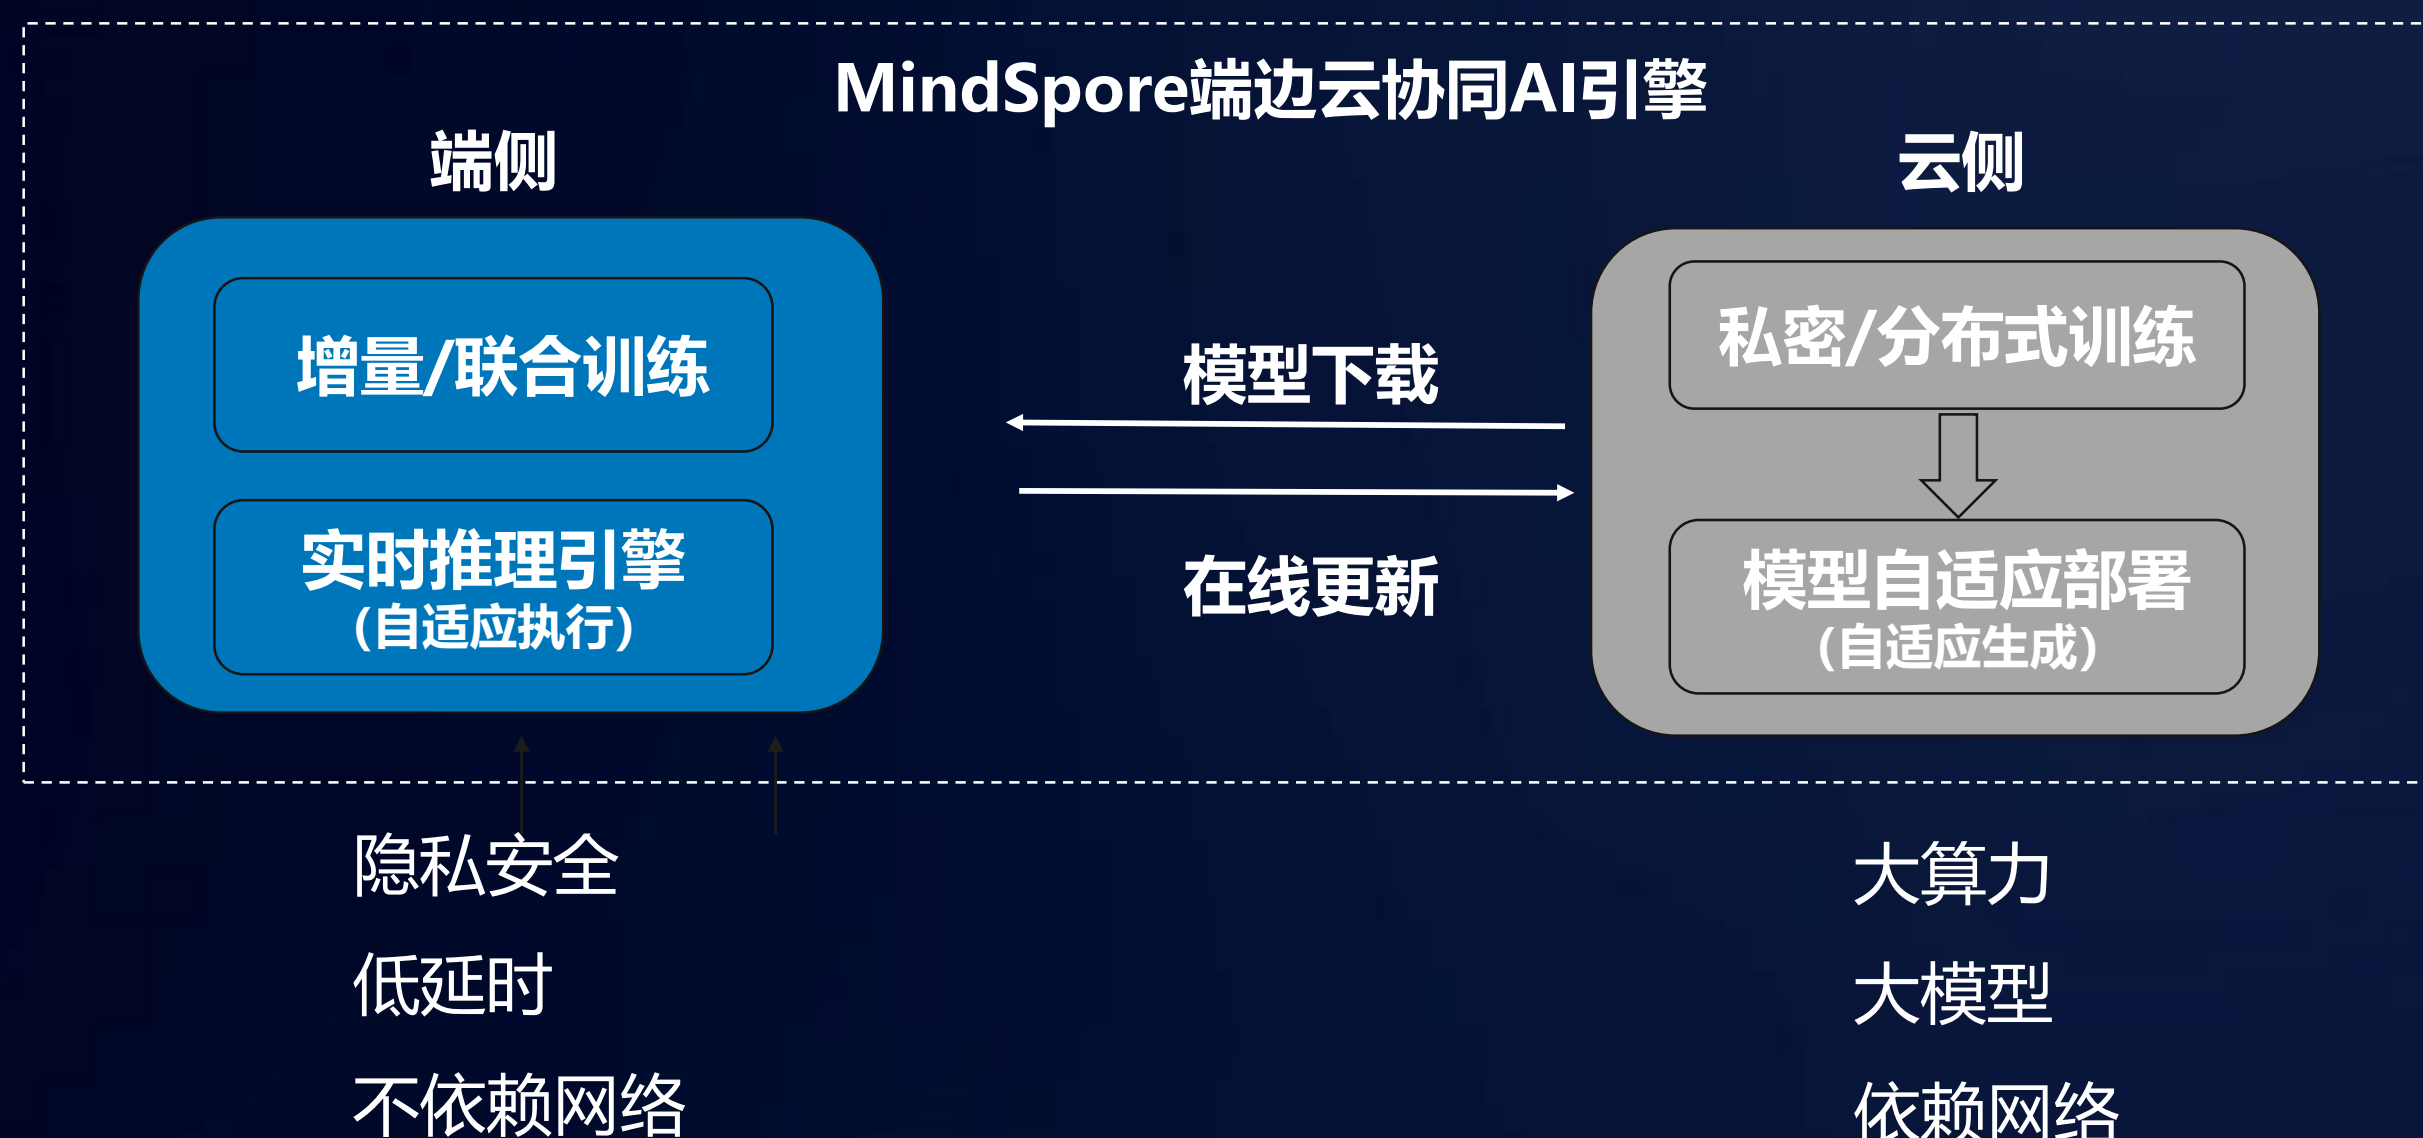 MindSpore端边云协同AI引擎
端侧
云侧
增量/联合训练
实时推理引擎
(自适应执行)
模型下载
在线更新
私密/分布式训练
模型自适应部署
(自适应生成)
隐私安全
低延时
不依赖网络
大算力
大模型
依赖网络